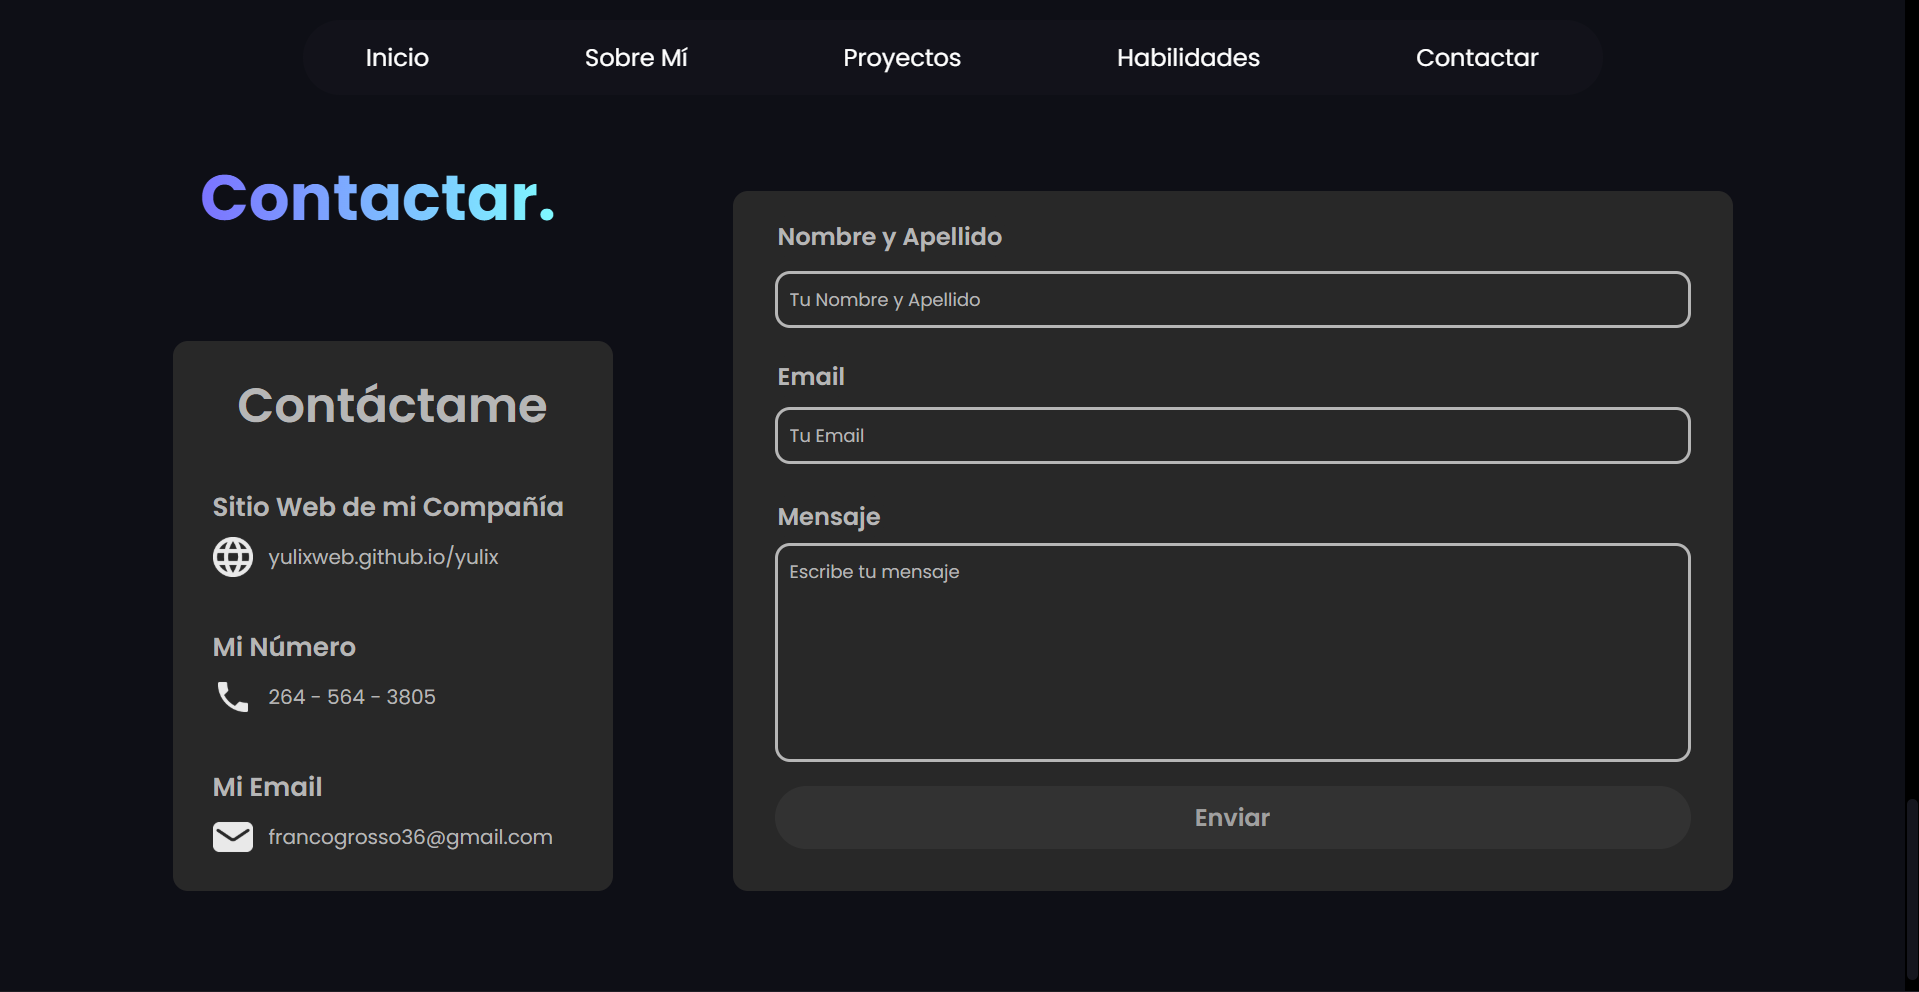 Inicio
Sobre Mí
Proyectos
Habilidades
Contactar
Contactar.
Contáctame
Sitio Web de mi Compañía
yulixweb.github.io/yulix
Mi Número
264 - 564 - 3805
Mi Email
francogrosso36@gmail.com
Nombre y Apellido
Tu Nombre y Apellido
Email
Tu Email
Mensaje
Escribe tu mensaje
Enviar